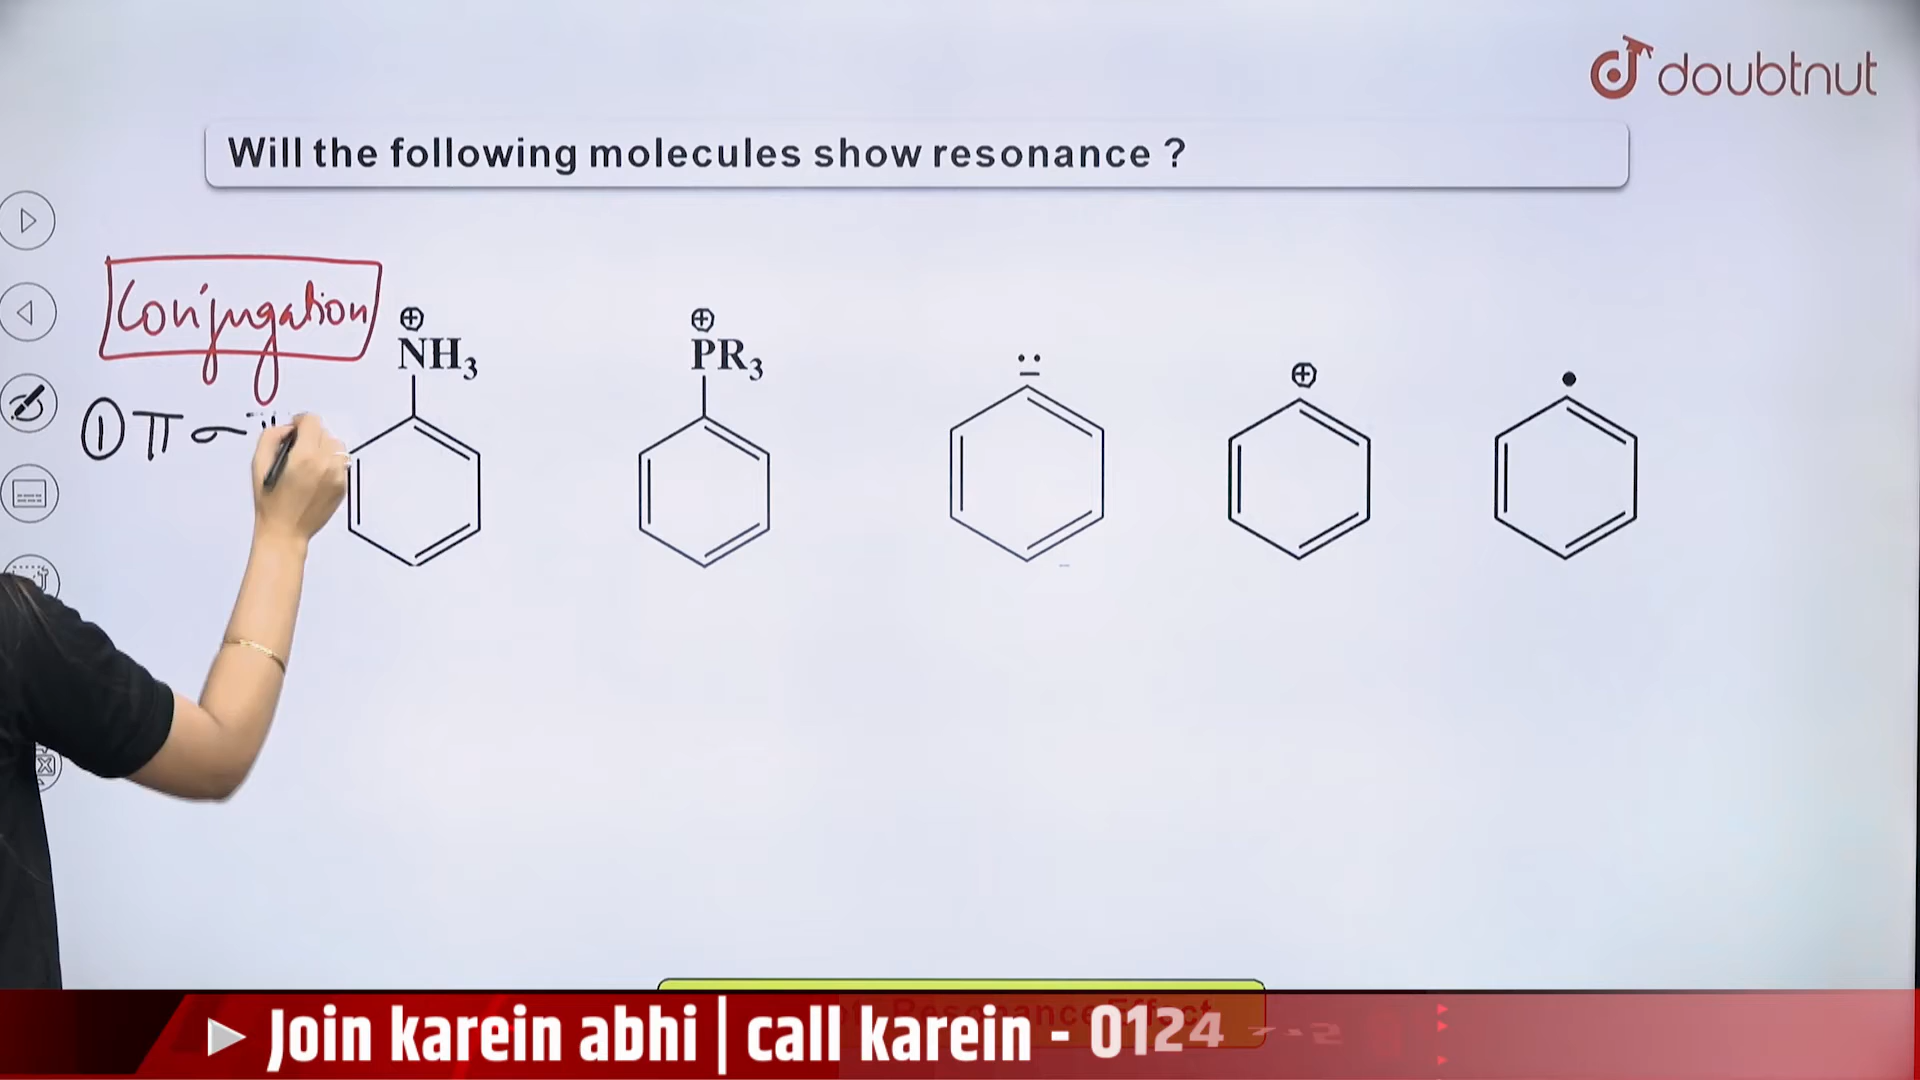 doubtnut
Will the following molecules show resonance ?
Conjugation
⊕
NH3
⊕
PR3
⊕
① π σ
Join karein abhi | call karein - 0124